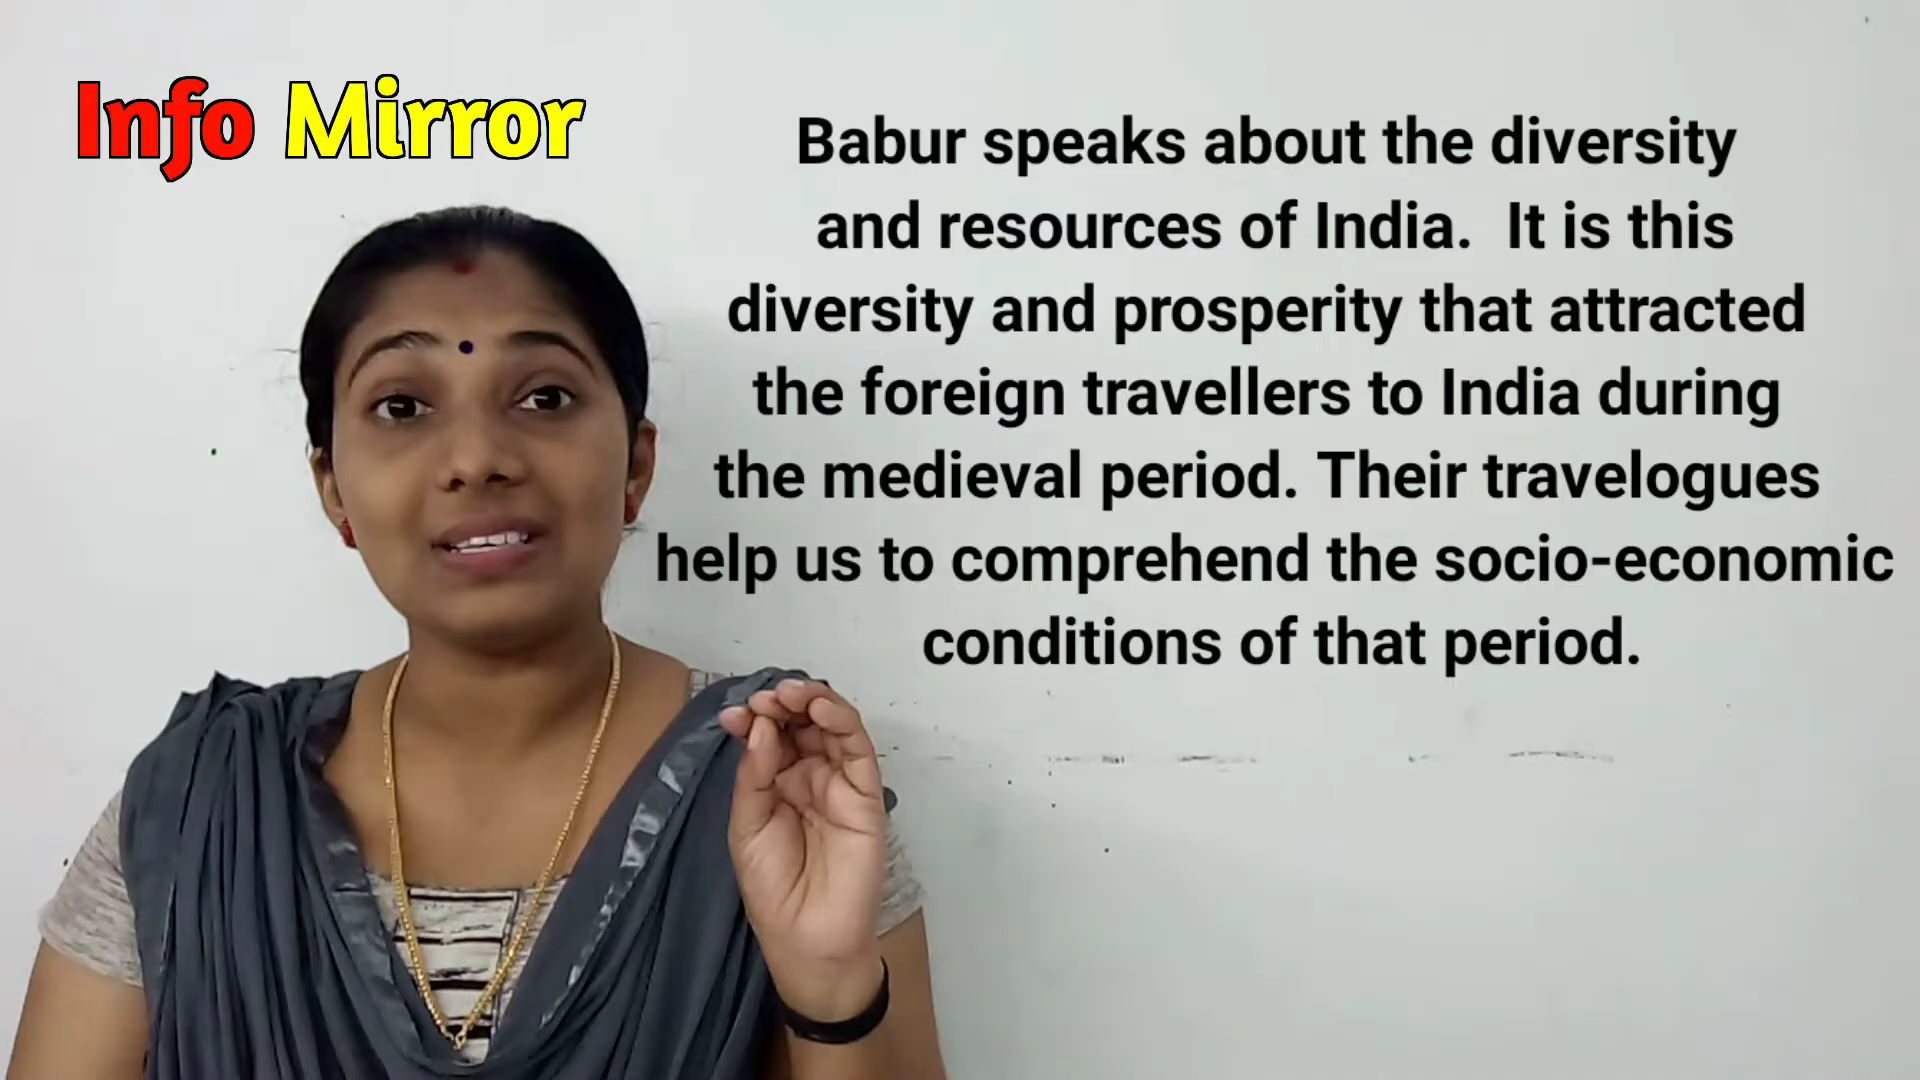 Info Mirror
Babur speaks about the diversity
and resources of India. It is this
diversity and prosperity that attracted
the foreign travellers to India during
the medieval period. Their travelogues
help us to comprehend the socio-economic
conditions of that period.